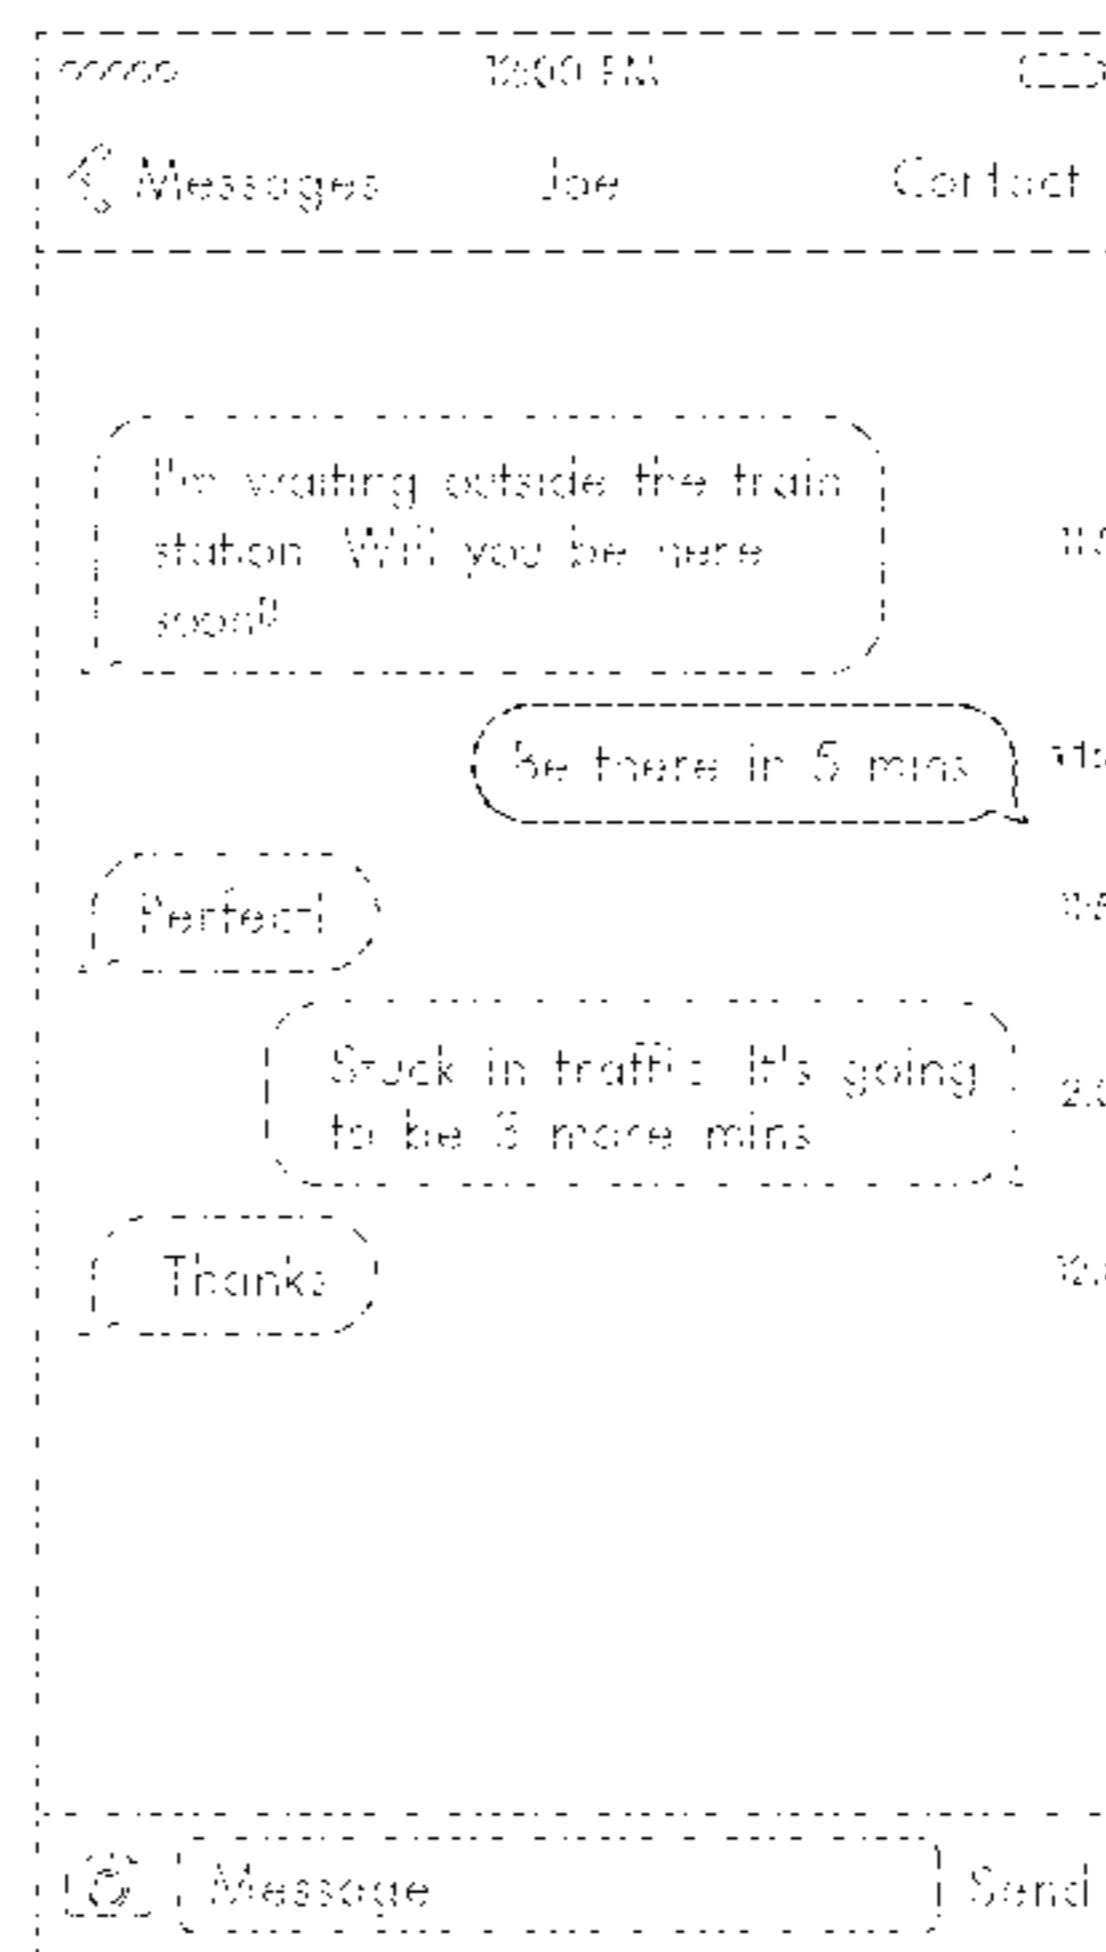 Messages Joe Contact
I'm waiting outside the train
station. Will you be here
soon?
Be there in 5 mins
Perfect!
Stuck in traffic. It's going
to be 3 more mins
Thanks
Message Send